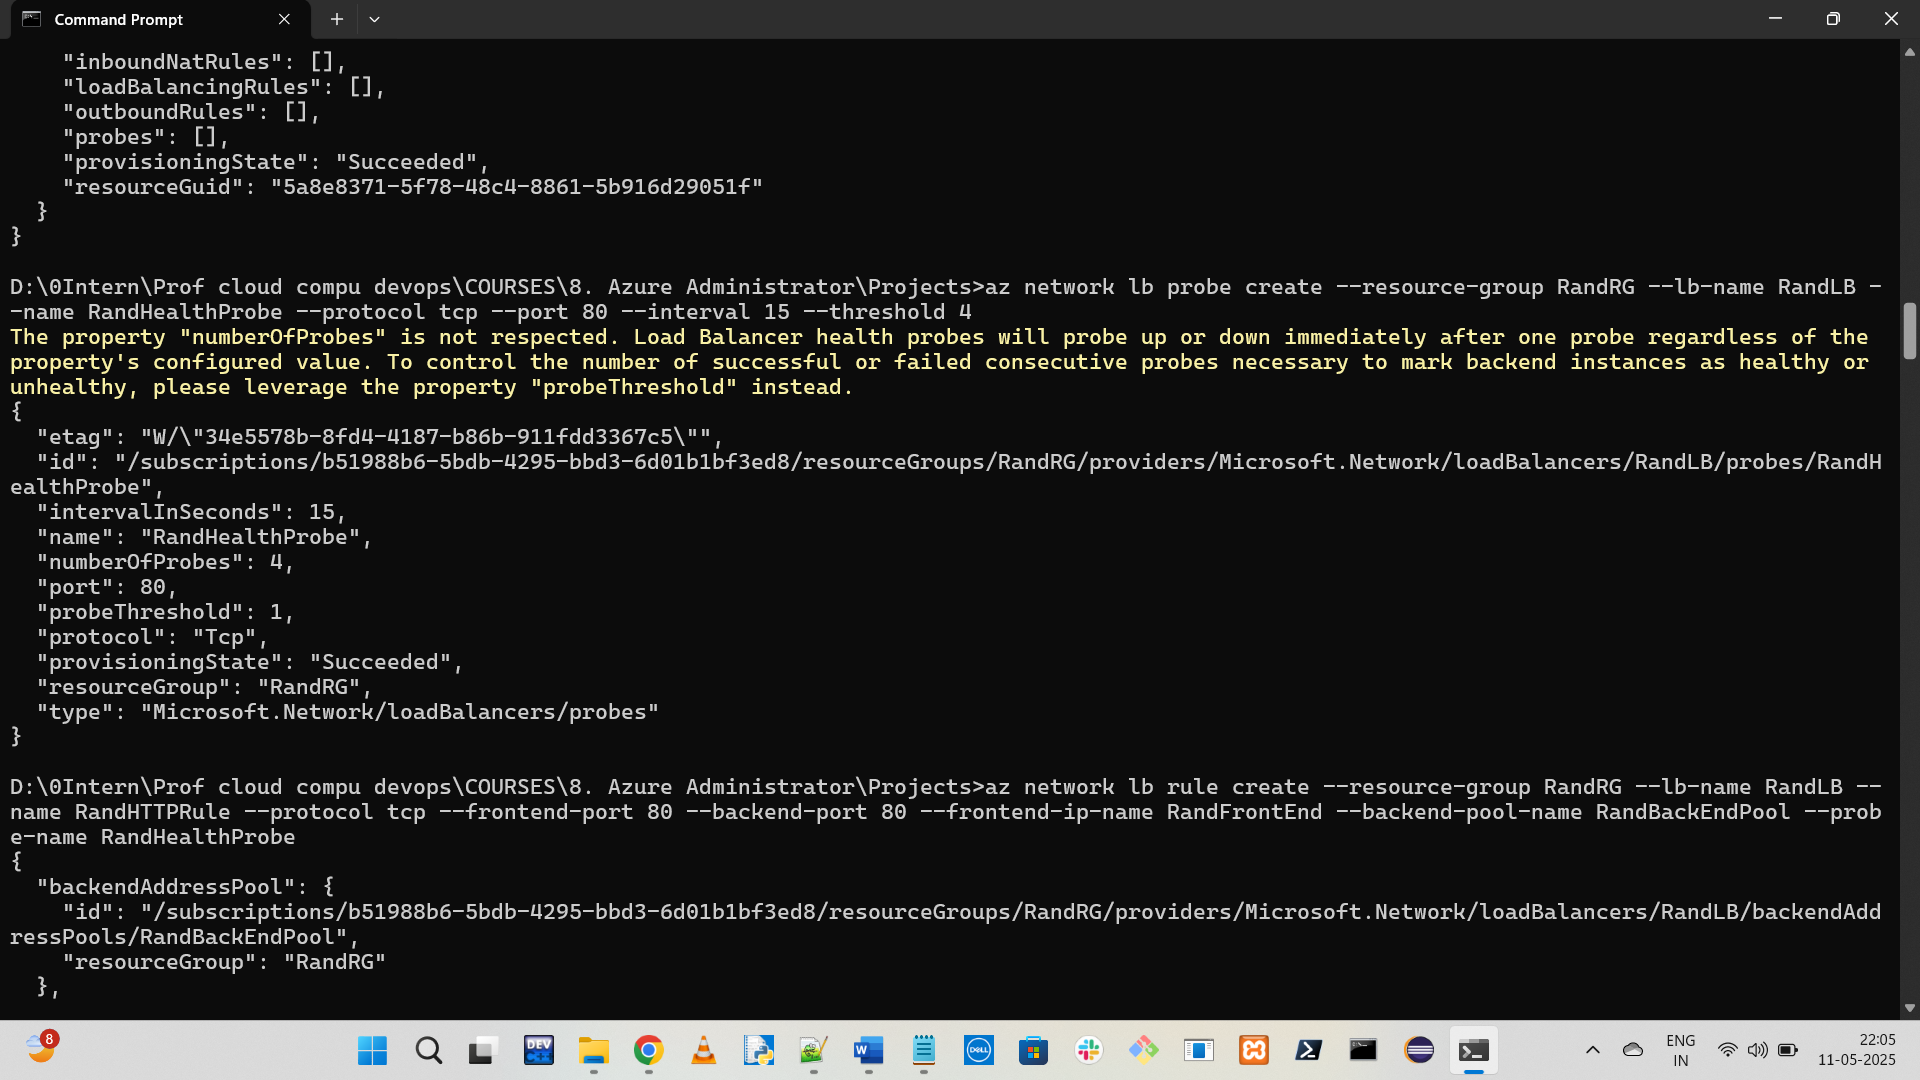 Command Prompt
"inboundNatRules": [],
"loadBalancingRules": [],
"outboundRules": [],
"probes": [],
"provisioningState": "Succeeded",
"resourceGuid": "5a8e8371-5f78-48c4-8861-5b916d29051f"
}
}
D:\0Intern\Prof cloud compu devops\COURSES\8. Azure Administrator\Projects>az network lb probe create --resource-group RandRG --lb-name RandLB -
-name RandHealthProbe --protocol tcp --port 80 --interval 15 --threshold 4
The property "numberOfProbes" is not respected. Load Balancer health probes will probe up or down immediately after one probe regardless of the
property's configured value. To control the number of successful or failed consecutive probes necessary to mark backend instances as healthy or
unhealthy, please leverage the property "probeThreshold" instead.
{
"etag": "W/\"34e5578b-8fd4-4187-b86b-911fdd3367c5\"",
"id": "/subscriptions/b51988b6-5bdb-4295-bbd3-6d01b1bf3ed8/resourceGroups/RandRG/providers/Microsoft.Network/loadBalancers/RandLB/probes/RandH
ealthProbe",
"intervalInSeconds": 15,
"name": "RandHealthProbe",
"numberOfProbes": 4,
"port": 80,
"probeThreshold": 1,
"protocol": "Tcp",
"provisioningState": "Succeeded",
"resourceGroup": "RandRG",
"type": "Microsoft.Network/loadBalancers/probes"
}
D:\0Intern\Prof cloud compu devops\COURSES\8. Azure Administrator\Projects>az network lb rule create --resource-group RandRG --lb-name RandLB --
name RandHTTPRule --protocol tcp --frontend-port 80 --backend-port 80 --frontend-ip-name RandFrontEnd --backend-pool-name RandBackEndPool --prob
e-name RandHealthProbe
{
"backendAddressPool": {
"id": "/subscriptions/b51988b6-5bdb-4295-bbd3-6d01b1bf3ed8/resourceGroups/RandRG/providers/Microsoft.Network/loadBalancers/RandLB/backendAdd
ressPools/RandBackEndPool",
"resourceGroup": "RandRG"
},
8
DEV
C++
W
DELL
ENG
IN
22:05
11-05-2025